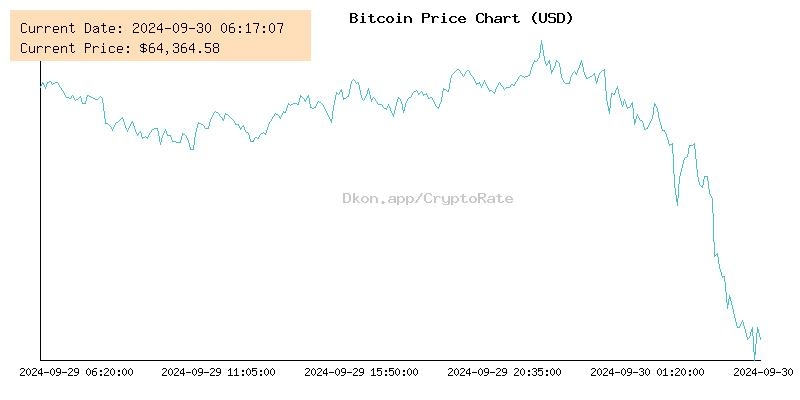 Bitcoin Price Chart (USD)
Current Date: 2024-09-30 06:17:07
Current Price: $64,364.58
Dkon.app/CryptoRate
2024-09-29 06:20:00 2024-09-29 11:05:00 2024-09-29 15:50:00 2024-09-29 20:35:00 2024-09-30 01:20:00 2024-09-30